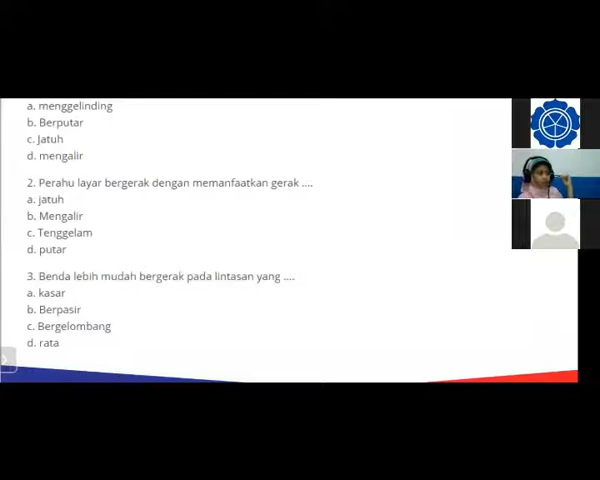 a. menggelinding
b. Berputar
c. Jatuh
d. mengalir
2. Perahu layar bergerak dengan memanfaatkan gerak ....
a. jatuh
b. Mengalir
c. Tenggelam
d. putar
3. Benda lebih mudah bergerak pada lintasan yang ....
a. kasar
b. Berpasir
c. Bergelombang
d. rata